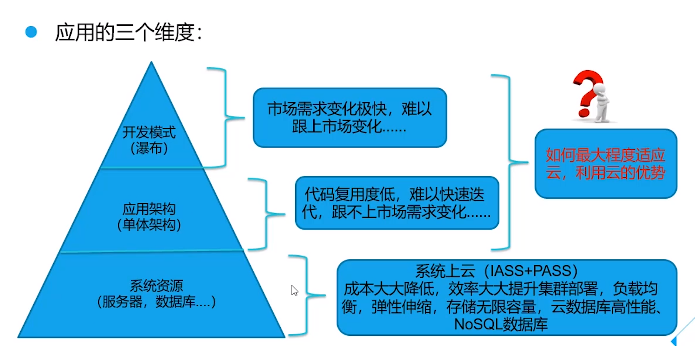 应用的三个维度：
开发模式
（瀑布）
市场需求变化极快，难以
跟上市场变化......
应用架构
（单体架构）
代码复用度低，难以快速迭
代，跟不上市场需求变化......
如何最大程度适应
云，利用云的优势
系统资源
（服务器，数据库....）
系统上云（IASS+PASS）
成本大大降低，效率大大提升集群部署，负载均
衡，弹性伸缩，存储无限容量，云数据库高性能、
NoSQL数据库